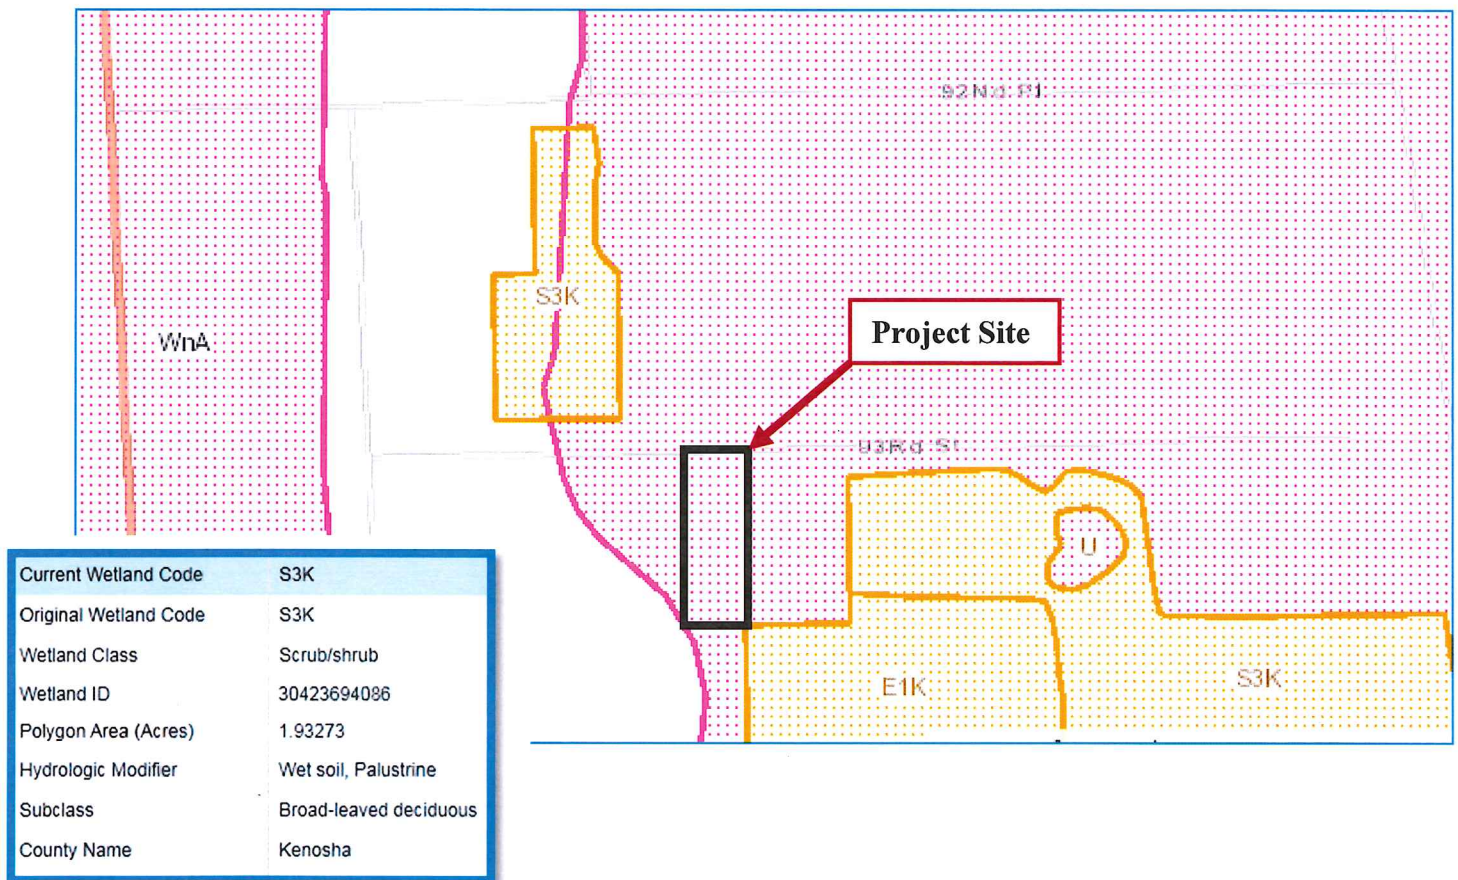 92Nd Pl
S3K
WnA
Project Site
93Rd St
U
E1K
S3K
Current Wetland Code S3K
Original Wetland Code S3K
Wetland Class Scrub/shrub
Wetland ID 30423694086
Polygon Area (Acres) 1.93273
Hydrologic Modifier Wet soil, Palustrine
Subclass Broad-leaved deciduous
County Name Kenosha